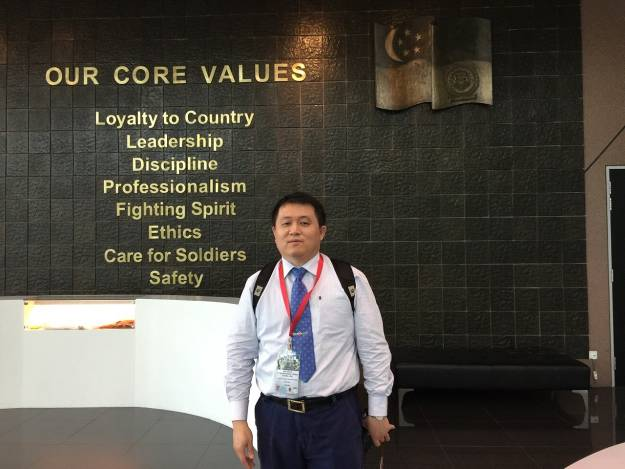 OUR CORE VALUES
Loyalty to Country
Leadership
Discipline
Professionalism
Fighting Spirit
Ethics
Care for Soldiers
Safety